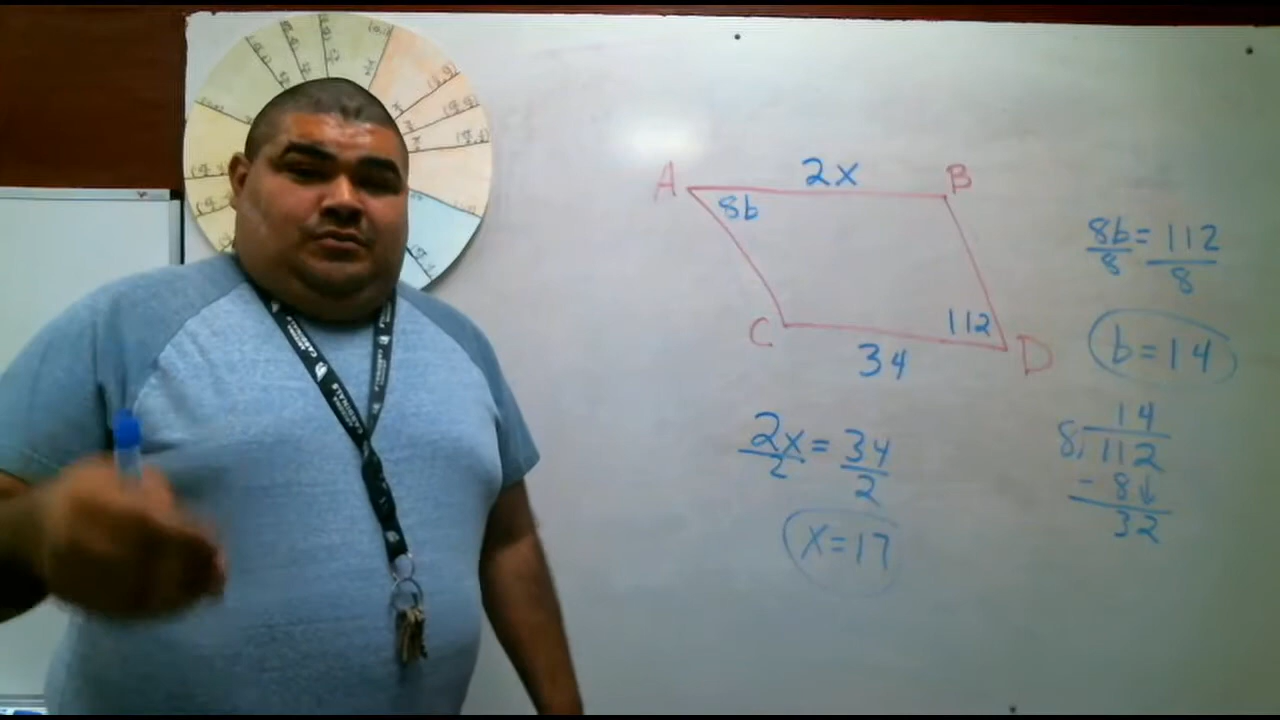 A
2x
B
8b
C
112
D
34
8b = 112
8 8
b = 14
14
8)112
- 8↓
32
2x = 34
2 2
x = 17
CARDINALS